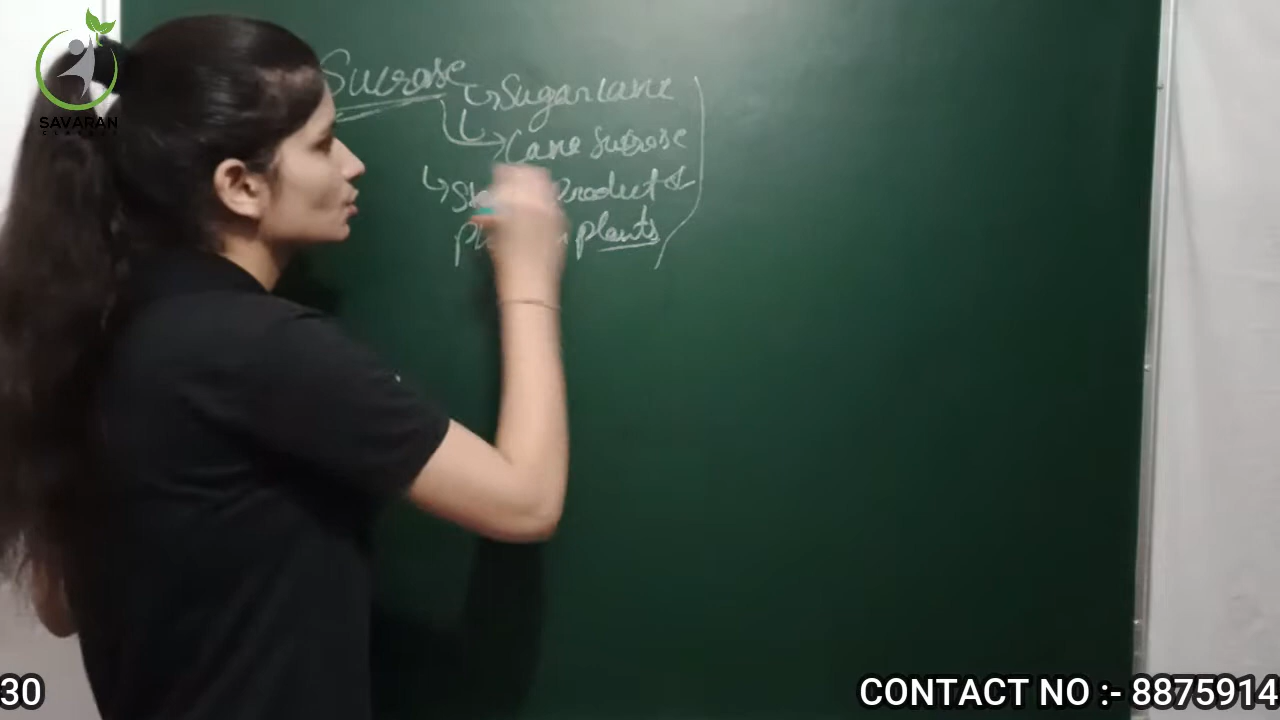 SAVARAN
Sucrose
Sugarcane
Cane Sucrose
Product
plants
30
CONTACT NO :- 8875914